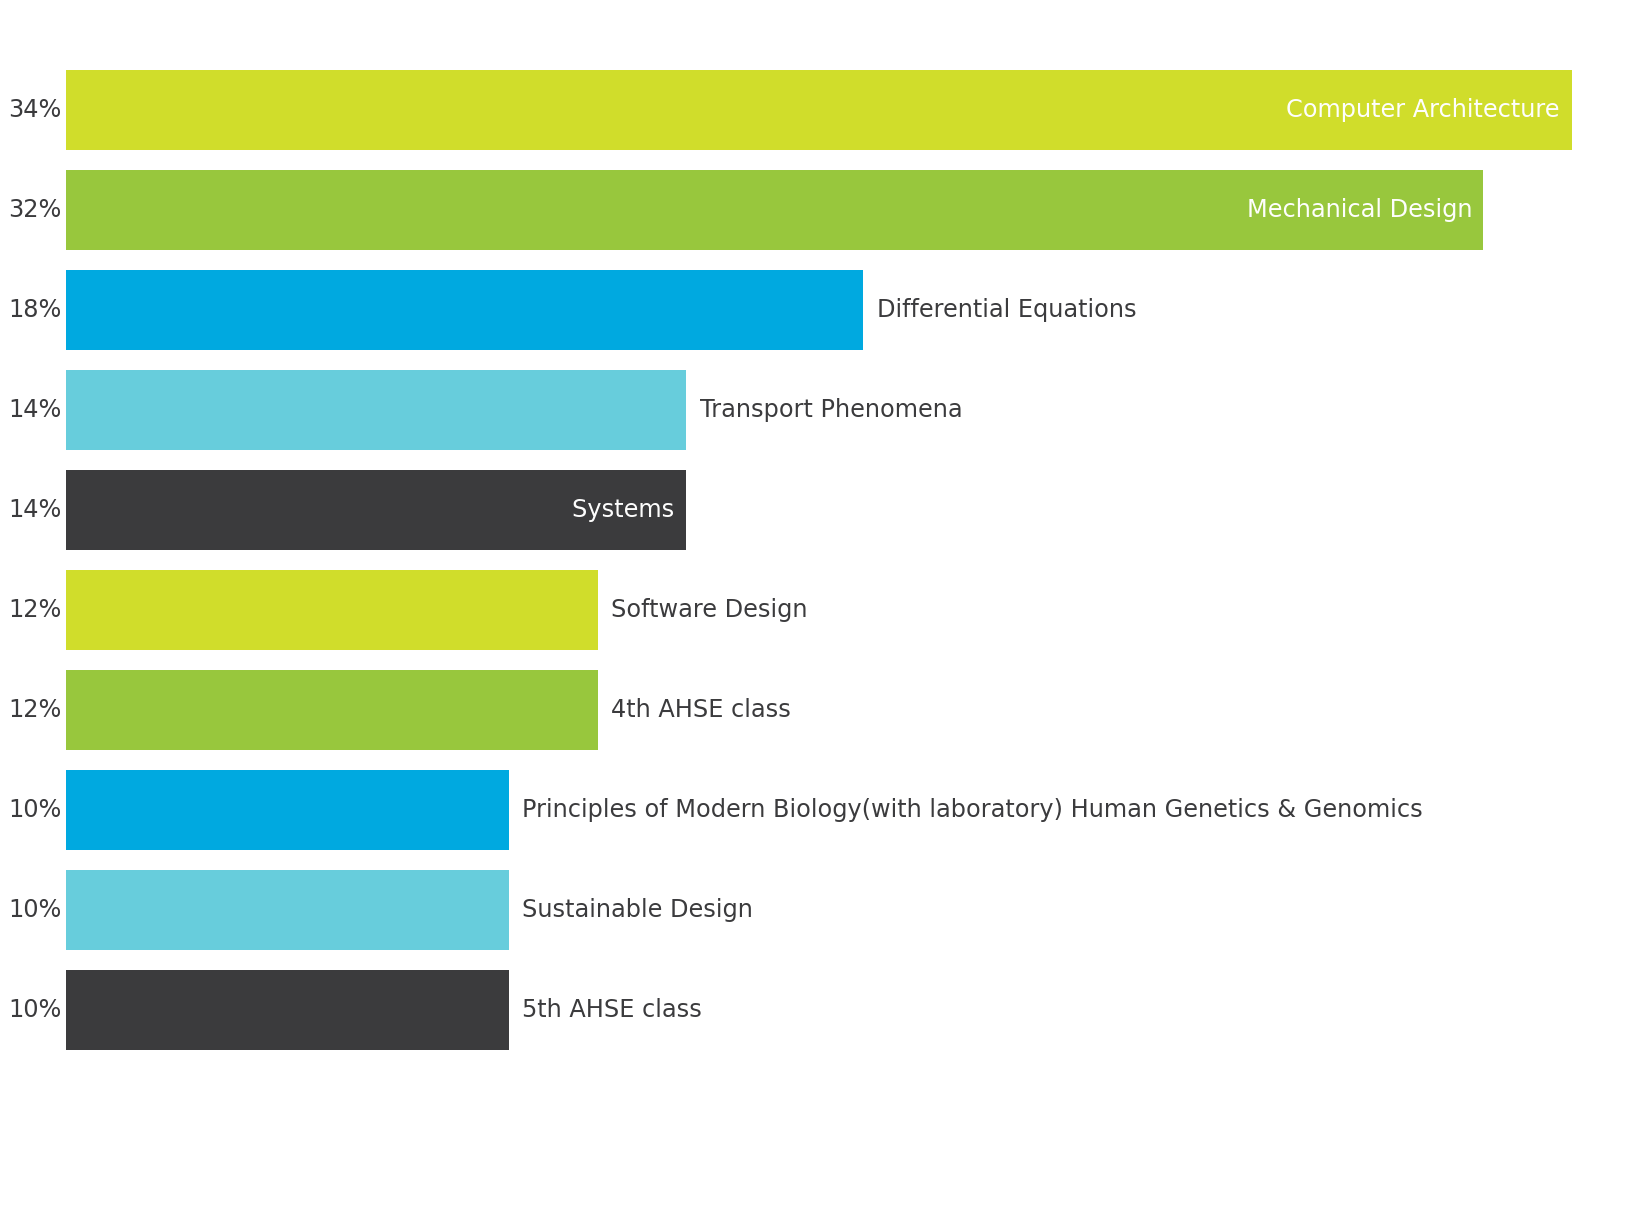 34% Computer Architecture
32% Mechanical Design
18% Differential Equations
14% Transport Phenomena
14% Systems
12% Software Design
12% 4th AHSE class
10% Principles of Modern Biology(with laboratory) Human Genetics & Genomics
10% Sustainable Design
10% 5th AHSE class